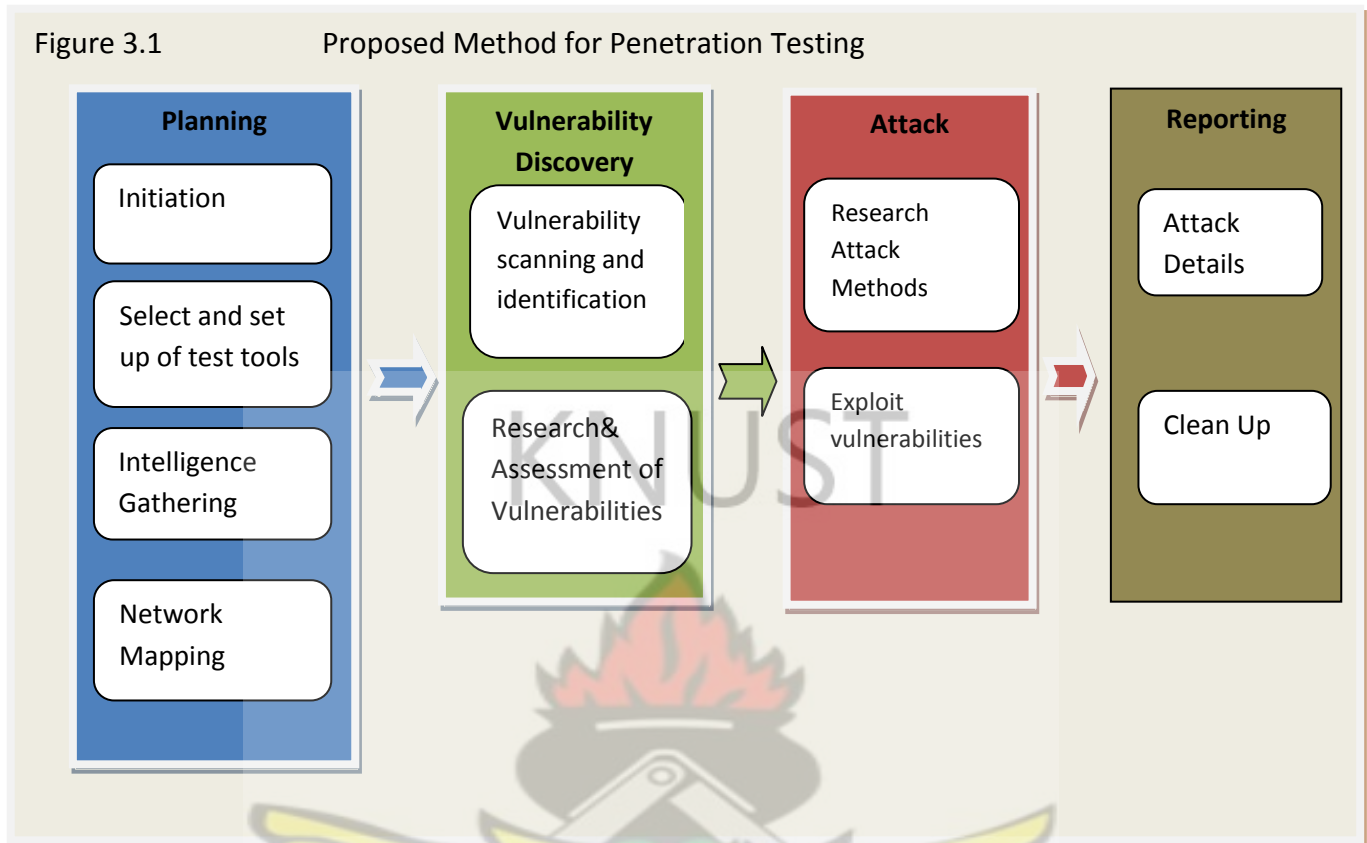 Figure 3.1 Proposed Method for Penetration Testing
Planning
Initiation
Select and set
up of test tools
Intelligence
Gathering
Network
Mapping
Vulnerability
Discovery
Vulnerability
scanning and
identification
Research&
Assessment of
Vulnerabilities
Attack
Research
Attack
Methods
Exploit
vulnerabilities
Reporting
Attack
Details
Clean Up
KNUST